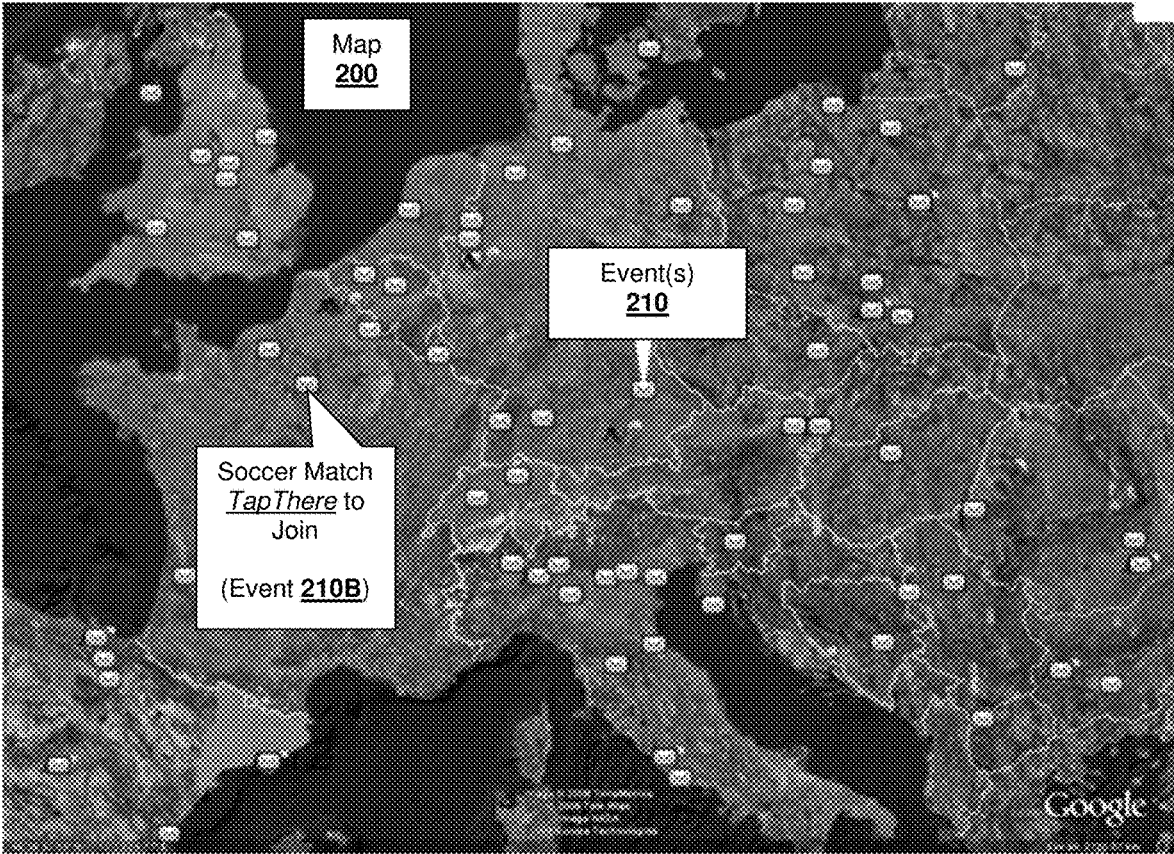 Map
200
Event(s)
210
Soccer Match
TapThere to
Join
(Event 210B)
Google